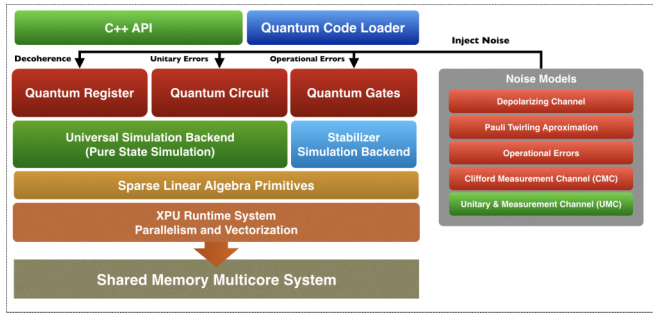 C++ API
Quantum Code Loader
Inject Noise
Decoherence
Unitary Errors
Operational Errors
Quantum Register
Quantum Circuit
Quantum Gates
Noise Models
Depolarizing Channel
Pauli Twirling Aproximation
Operational Errors
Clifford Measurement Channel (CMC)
Unitary & Measurement Channel (UMC)
Universal Simulation Backend
(Pure State Simulation)
Stabilizer
Simulation Backend
Sparse Linear Algebra Primitives
XPU Runtime System
Parallelism and Vectorization
Shared Memory Multicore System